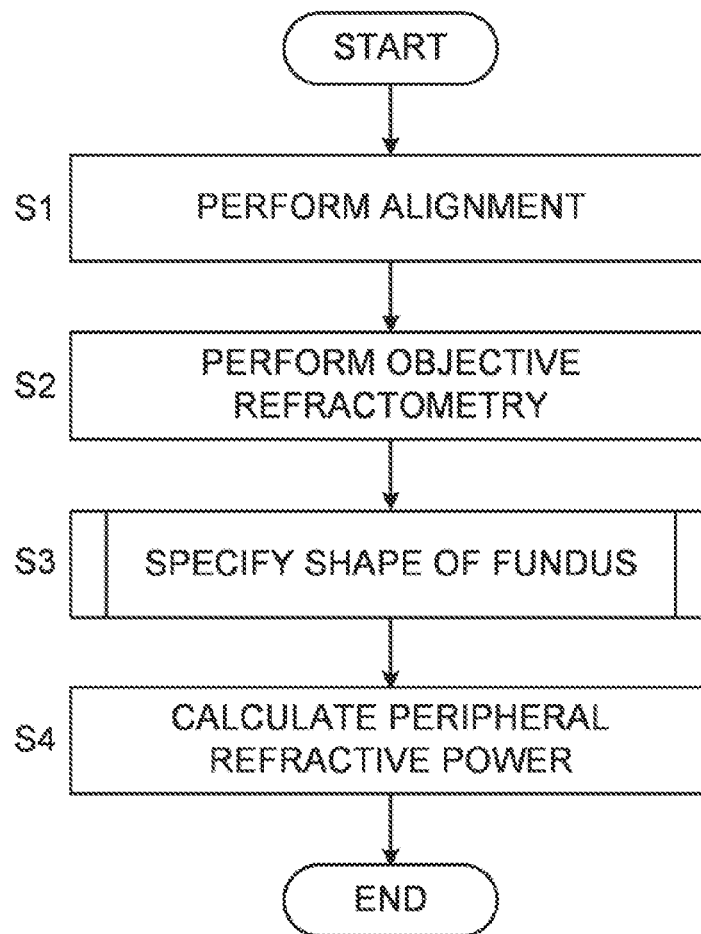 START
S1
PERFORM ALIGNMENT
S2
PERFORM OBJECTIVE
REFRACTOMETRY
S3
SPECIFY SHAPE OF FUNDUS
S4
CALCULATE PERIPHERAL
REFRACTIVE POWER
END